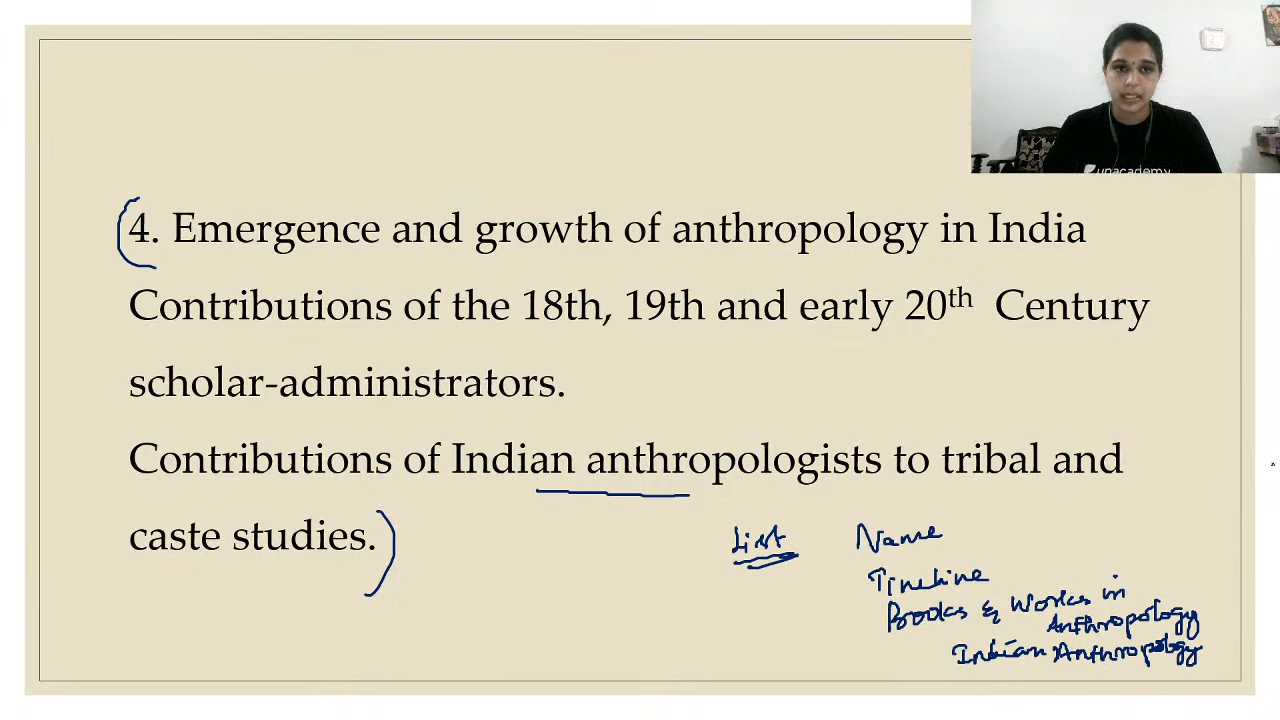 4. Emergence and growth of anthropology in India
Contributions of the 18th, 19th and early 20th Century
scholar-administrators.
Contributions of Indian anthropologists to tribal and
caste studies.
List
Name
Timeline
Books & Works in
Anthropology
Indian Anthropology
unacademy